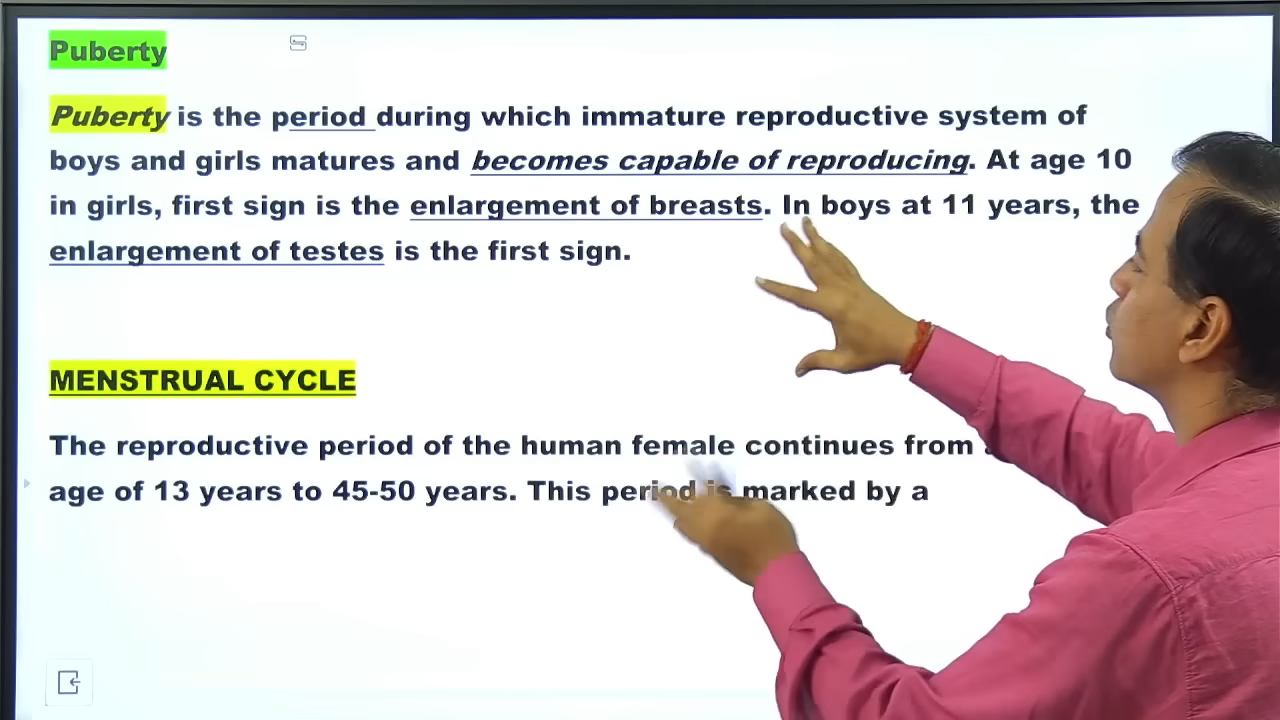 Puberty
Puberty is the period during which immature reproductive system of
boys and girls matures and becomes capable of reproducing. At age 10
in girls, first sign is the enlargement of breasts. In boys at 11 years, the
enlargement of testes is the first sign.
MENSTRUAL CYCLE
The reproductive period of the human female continues from
age of 13 years to 45-50 years. This period is marked by a